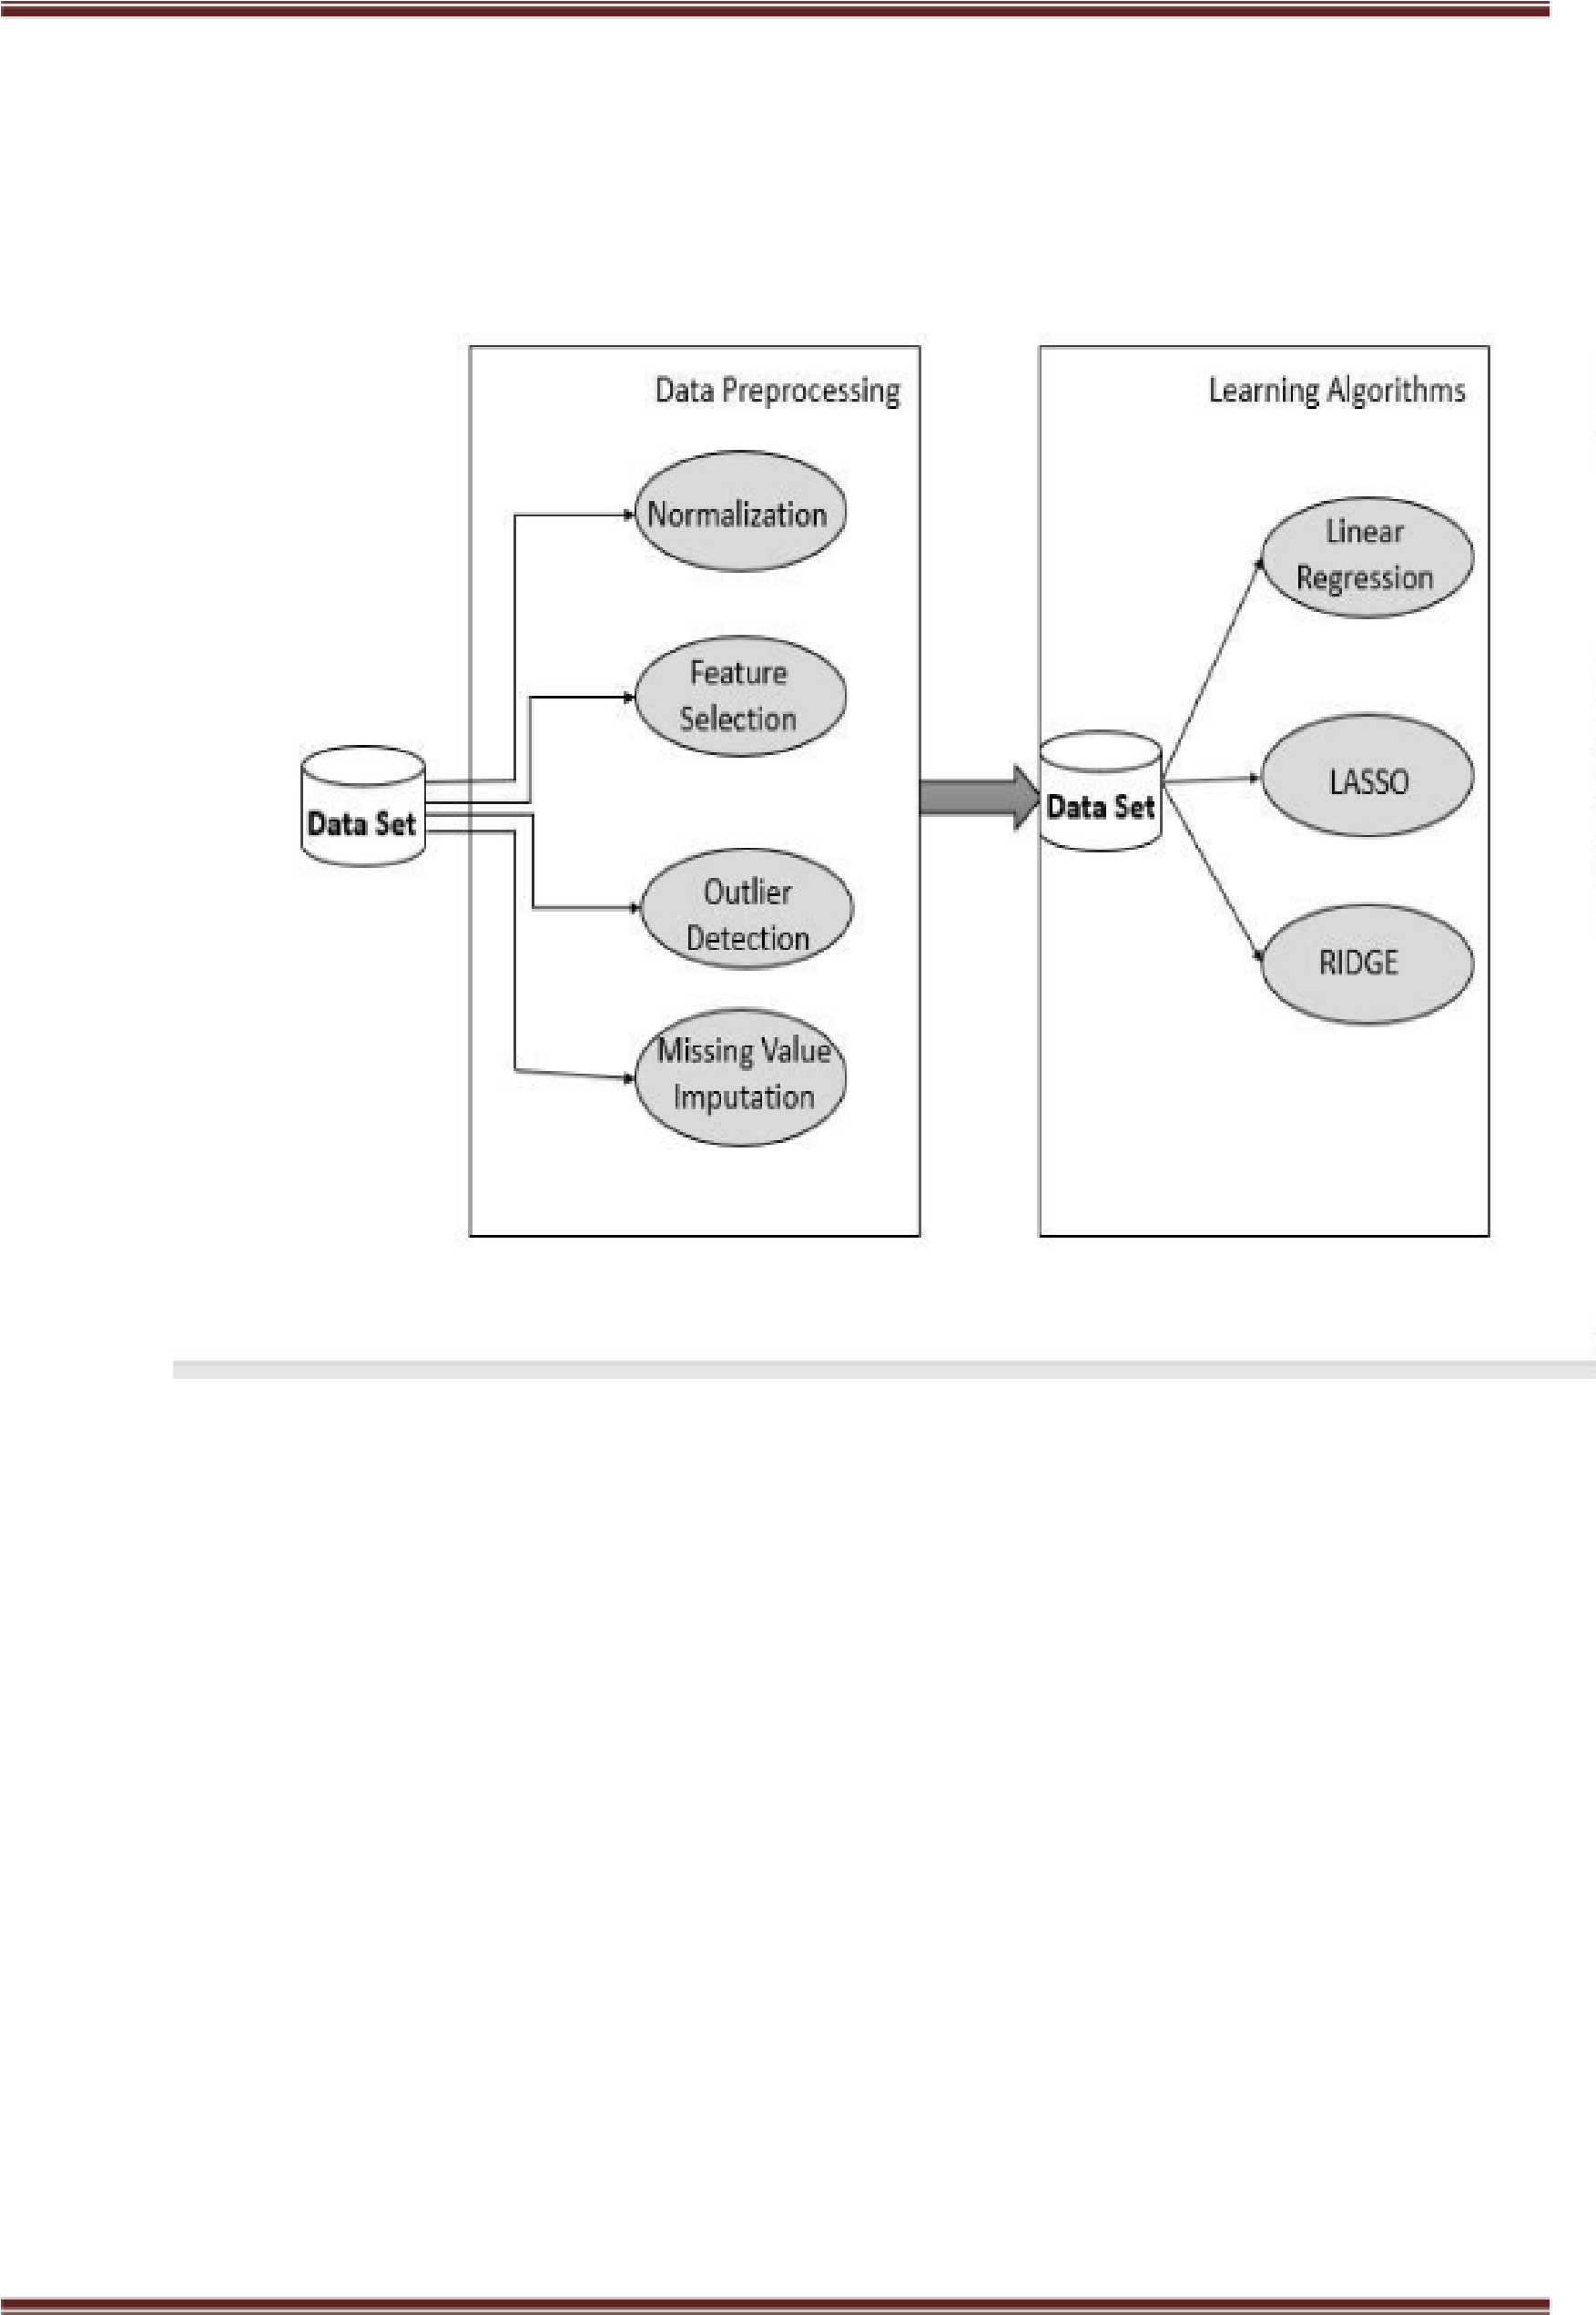 Data Preprocessing
Normalization
Feature
Selection
Data Set
Outlier
Detection
Missing Value
Imputation
Learning Algorithms
Linear
Regression
Data Set
LASSO
RIDGE